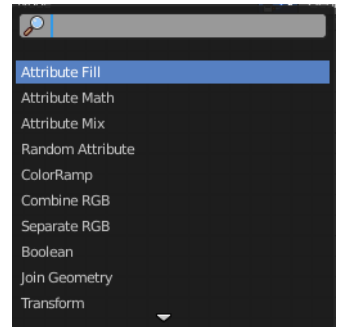 Attribute Fill
Attribute Math
Attribute Mix
Random Attribute
ColorRamp
Combine RGB
Separate RGB
Boolean
Join Geometry
Transform